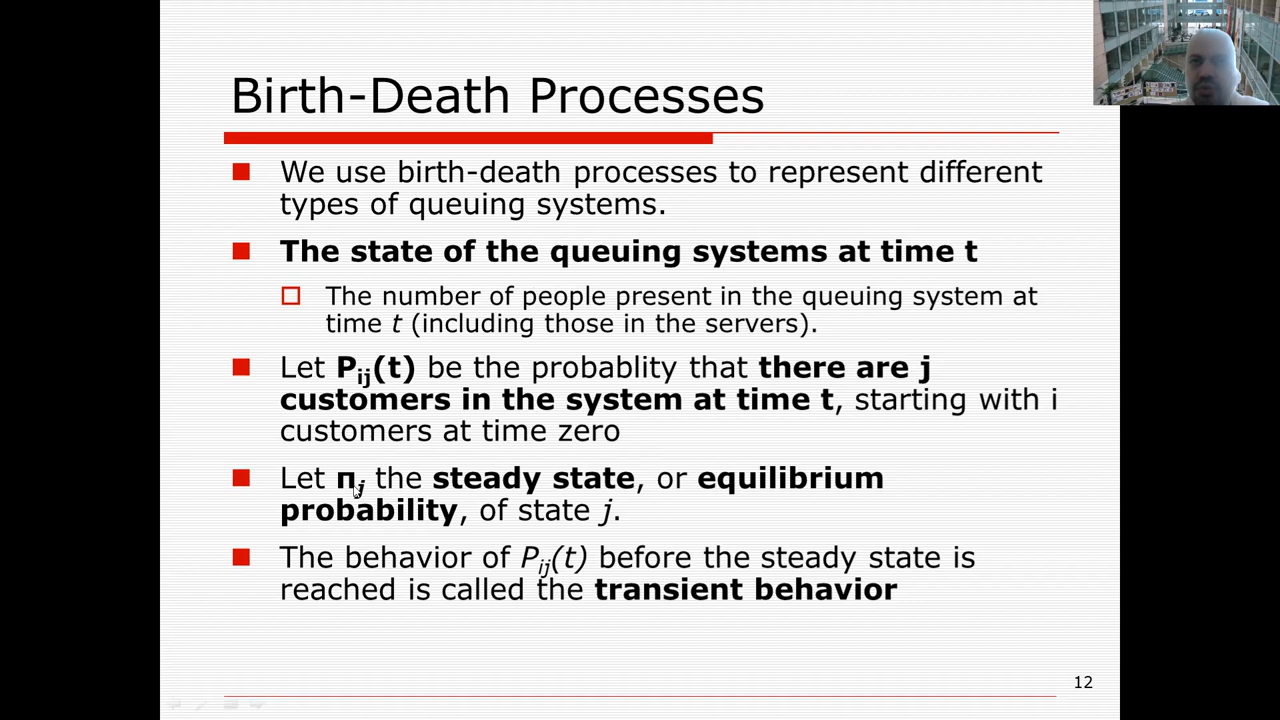 Birth-Death Processes
We use birth-death processes to represent different
types of queuing systems.
The state of the queuing systems at time t
The number of people present in the queuing system at
time t (including those in the servers).
Let Pij(t) be the probablity that there are j
customers in the system at time t, starting with i
customers at time zero
Let πj the steady state, or equilibrium
probability, of state j.
The behavior of Pij(t) before the steady state is
reached is called the transient behavior
12